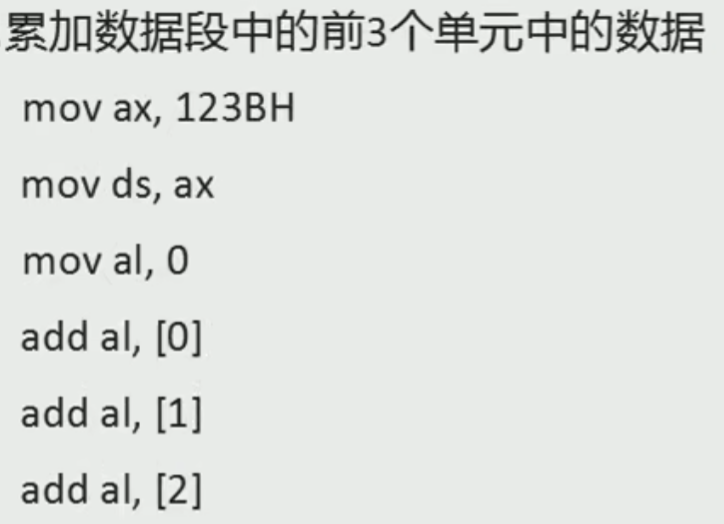 累加数据段中的前3个单元中的数据
mov ax, 123BH
mov ds, ax
mov al, 0
add al, [0]
add al, [1]
add al, [2]